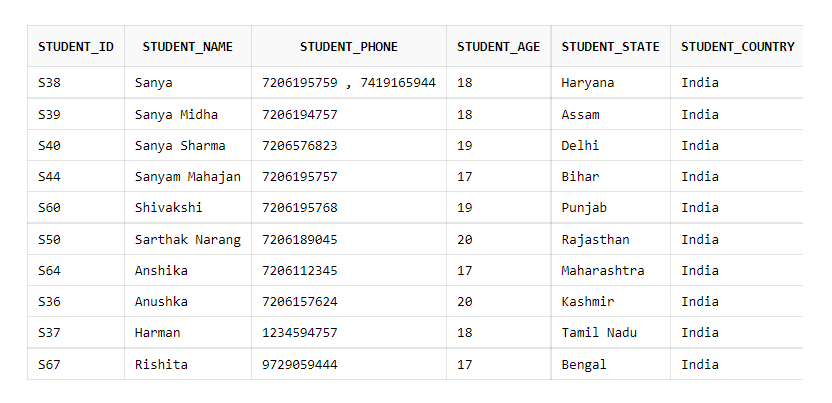 STUDENT_ID STUDENT_NAME STUDENT_PHONE STUDENT_AGE STUDENT_STATE STUDENT_COUNTRY
S38 Sanya 7206195759 , 7419165944 18 Haryana India
S39 Sanya Midha 7206194757 18 Assam India
S40 Sanya Sharma 7206576823 19 Delhi India
S44 Sanyam Mahajan 7206195757 17 Bihar India
S60 Shivakshi 7206195768 19 Punjab India
S50 Sarthak Narang 7206189045 20 Rajasthan India
S64 Anshika 7206112345 17 Maharashtra India
S36 Anushka 7206157624 20 Kashmir India
S37 Harman 1234594757 18 Tamil Nadu India
S67 Rishita 9729059444 17 Bengal India